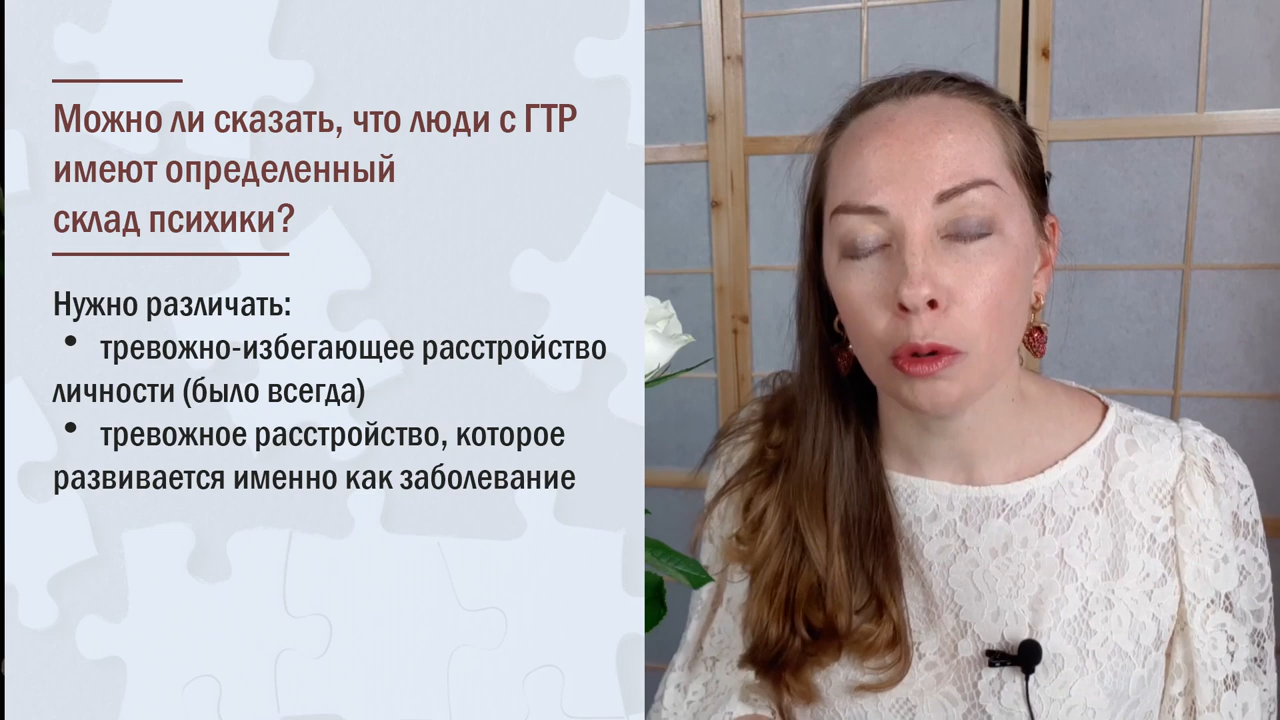 Можно ли сказать, что люди с ГТР
имеют определенный
склад психики?
Нужно различать:
• тревожно-избегающее расстройство
личности (было всегда)
• тревожное расстройство, которое
развивается именно как заболевание